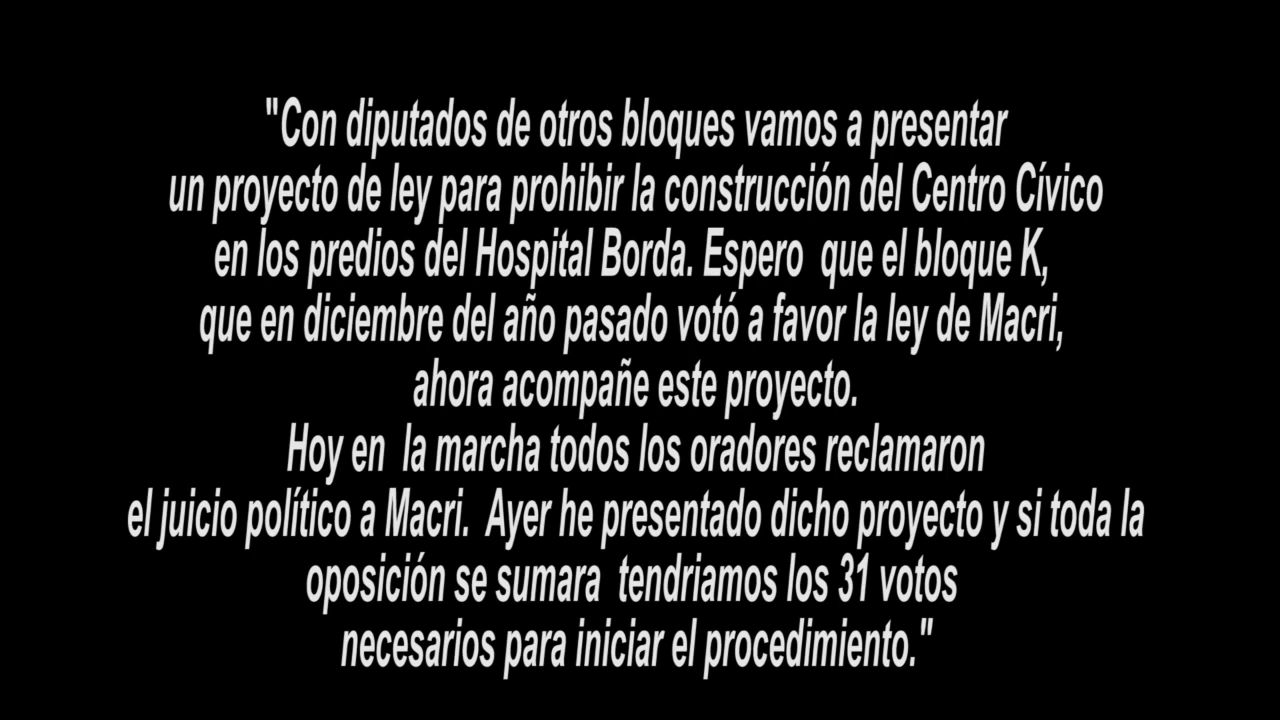 "Con diputados de otros bloques vamos a presentar
un proyecto de ley para prohibir la construcción del Centro Cívico
en los predios del Hospital Borda. Espero  que el bloque K,
que en diciembre del año pasado votó a favor la ley de Macri,
ahora acompañe este proyecto.
Hoy en  la marcha todos los oradores reclamaron
el juicio político a Macri.  Ayer he presentado dicho proyecto y si toda la
oposición se sumara  tendriamos los 31 votos
necesarios para iniciar el procedimiento."